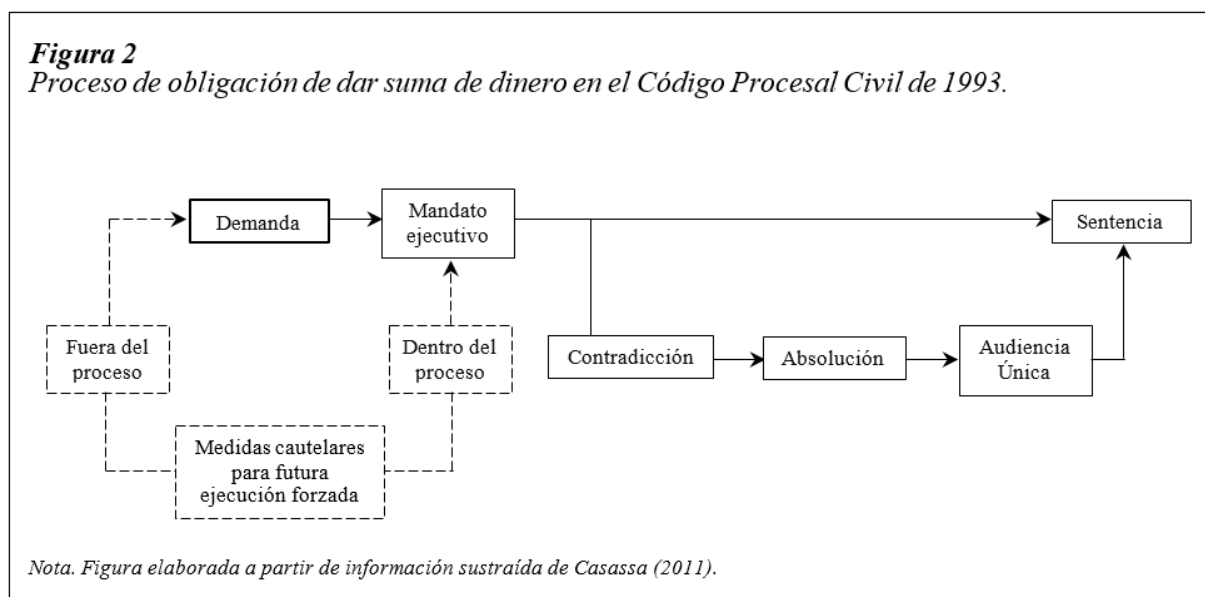 Figura 2
Proceso de obligación de dar suma de dinero en el Código Procesal Civil de 1993.
Demanda
Mandato
ejecutivo
Sentencia
Fuera del
proceso
Dentro del
proceso
Contradicción
Absolución
Audiencia
Única
Medidas cautelares
para futura
ejecución forzada
Nota. Figura elaborada a partir de información sustraída de Casassa (2011).